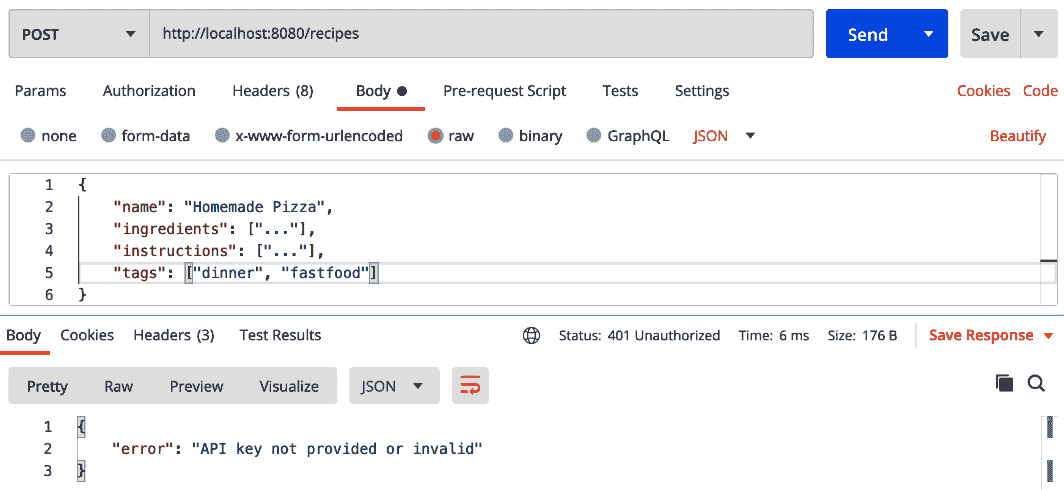 POST http://localhost:8080/recipes Send Save
Params Authorization Headers (8) Body Pre-request Script Tests Settings Cookies Code
none form-data x-www-form-urlencoded raw binary GraphQL JSON Beautify
1 {
2 "name": "Homemade Pizza",
3 "ingredients": ["..."],
4 "instructions": ["..."],
5 "tags": ["dinner", "fastfood"]
6 }
Body Cookies Headers (3) Test Results Status: 401 Unauthorized Time: 6 ms Size: 176 B Save Response
Pretty Raw Preview Visualize JSON
1 {
2 "error": "API key not provided or invalid"
3 }